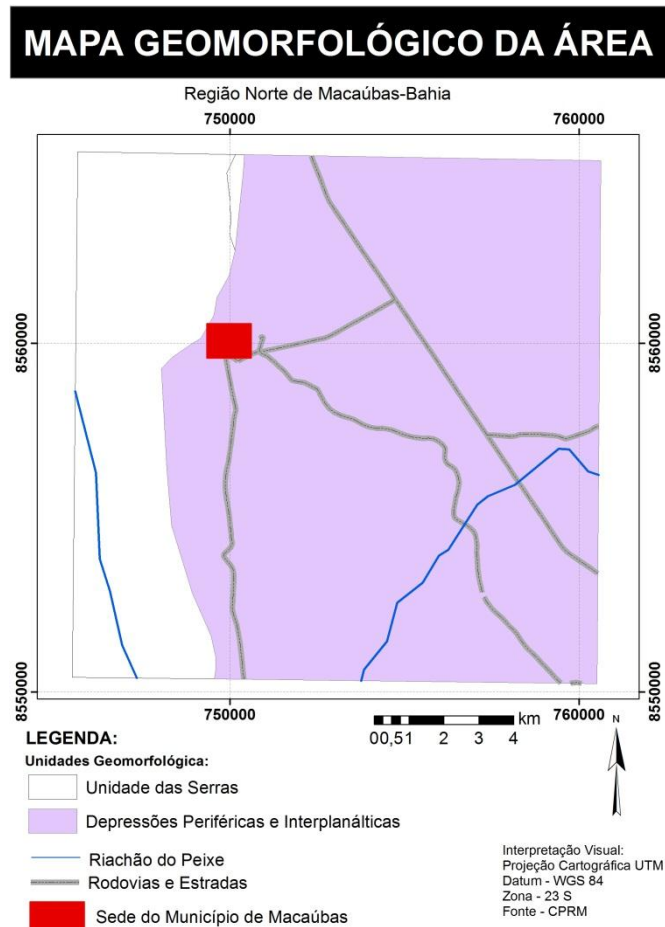 MAPA GEOMORFOLÓGICO DA ÁREA
Região Norte de Macaúbas-Bahia
750000 760000
8560000 8560000
8550000 8550000
750000 760000
km
00,51 2 3 4
N
LEGENDA:
Unidades Geomorfológica:
Unidade das Serras
Depressões Periféricas e Interplanálticas
Riachão do Peixe
Rodovias e Estradas
Sede do Município de Macaúbas
Interpretação Visual:
Projeção Cartográfica UTM
Datum - WGS 84
Zona - 23 S
Fonte - CPRM